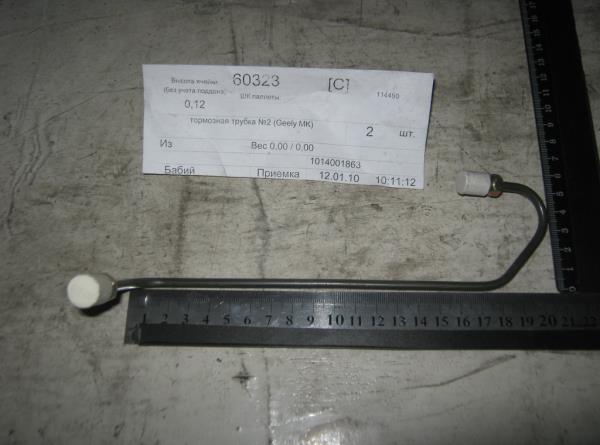 Высота ячейки 60323 [C]
(без учета поддона) ШК паллеты 114450
0,12
тормозная трубка №2 (Geely MK) 2 шт.
Из Вес 0.00 / 0,00
1014001863
Бабий Приемка 12.01.10 10:11:12
1 2 3 4 5 6 7 8 9 10 11 12 13 14 15 16 17 18 19 20 21 22